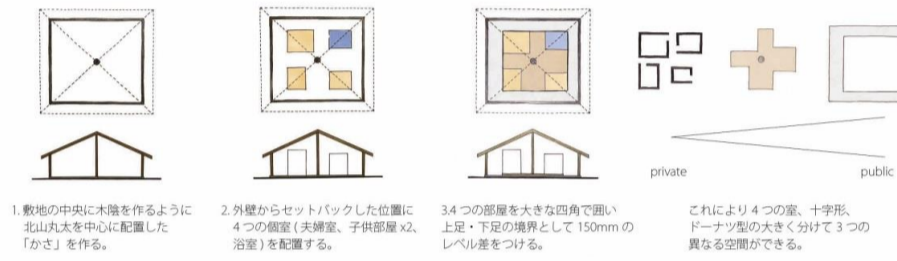 private
public
1. 敷地の中央に木陰を作るように
北山丸太を中心に配置した
「かさ」を作る。
2. 外壁からセットバックした位置に
4つの個室(夫婦室、子供部屋x2、
浴室)を配置する。
3.4つの部屋を大きな四角で囲い
上足・下足の境界として150mmの
レベル差をつける。
これにより4つの室、十字形、
ドーナツ型の大きく分けて3つの
異なる空間ができる。